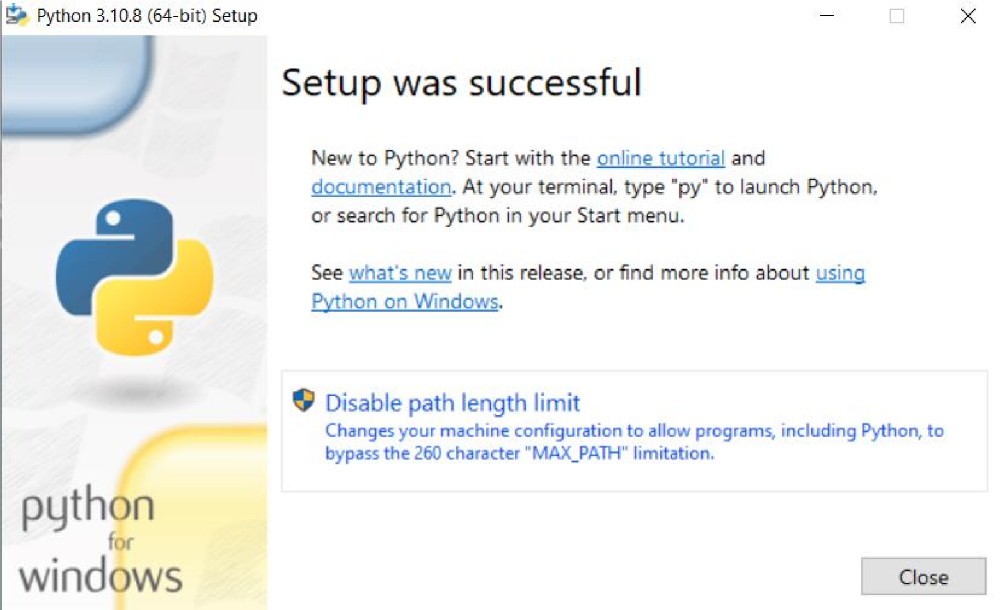 Python 3.10.8 (64-bit) Setup
Setup was successful
New to Python? Start with the online tutorial and
documentation. At your terminal, type "py" to launch Python,
or search for Python in your Start menu.
See what's new in this release, or find more info about using
Python on Windows.
Disable path length limit
Changes your machine configuration to allow programs, including Python, to
bypass the 260 character "MAX_PATH" limitation.
python
for
windows
Close